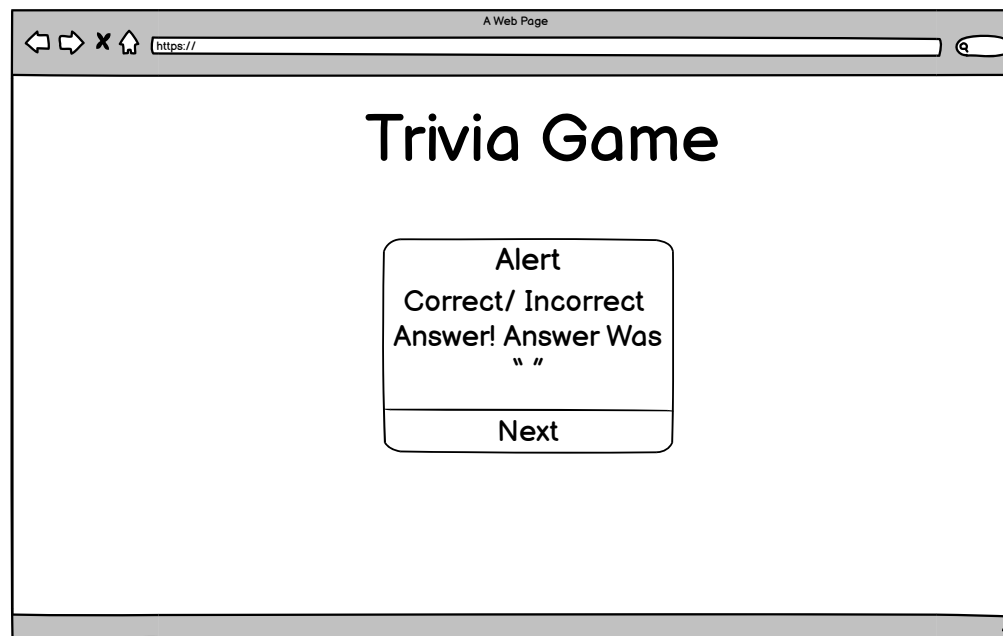 A Web Page
https://
Trivia Game
Alert
Correct/ Incorrect
Answer! Answer Was
“ ”
Next